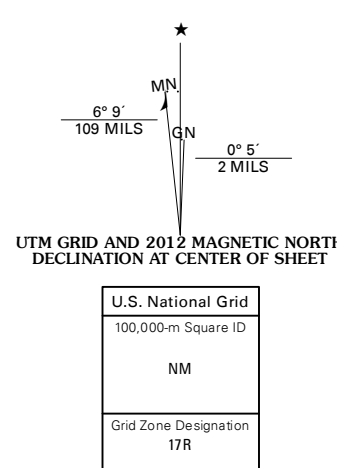 ★
MN
6° 9´
109 MILS
GN
0° 5´
2 MILS
UTM GRID AND 2012 MAGNETIC NORTH
DECLINATION AT CENTER OF SHEET
U.S. National Grid
100,000-m Square ID
NM
Grid Zone Designation
17R